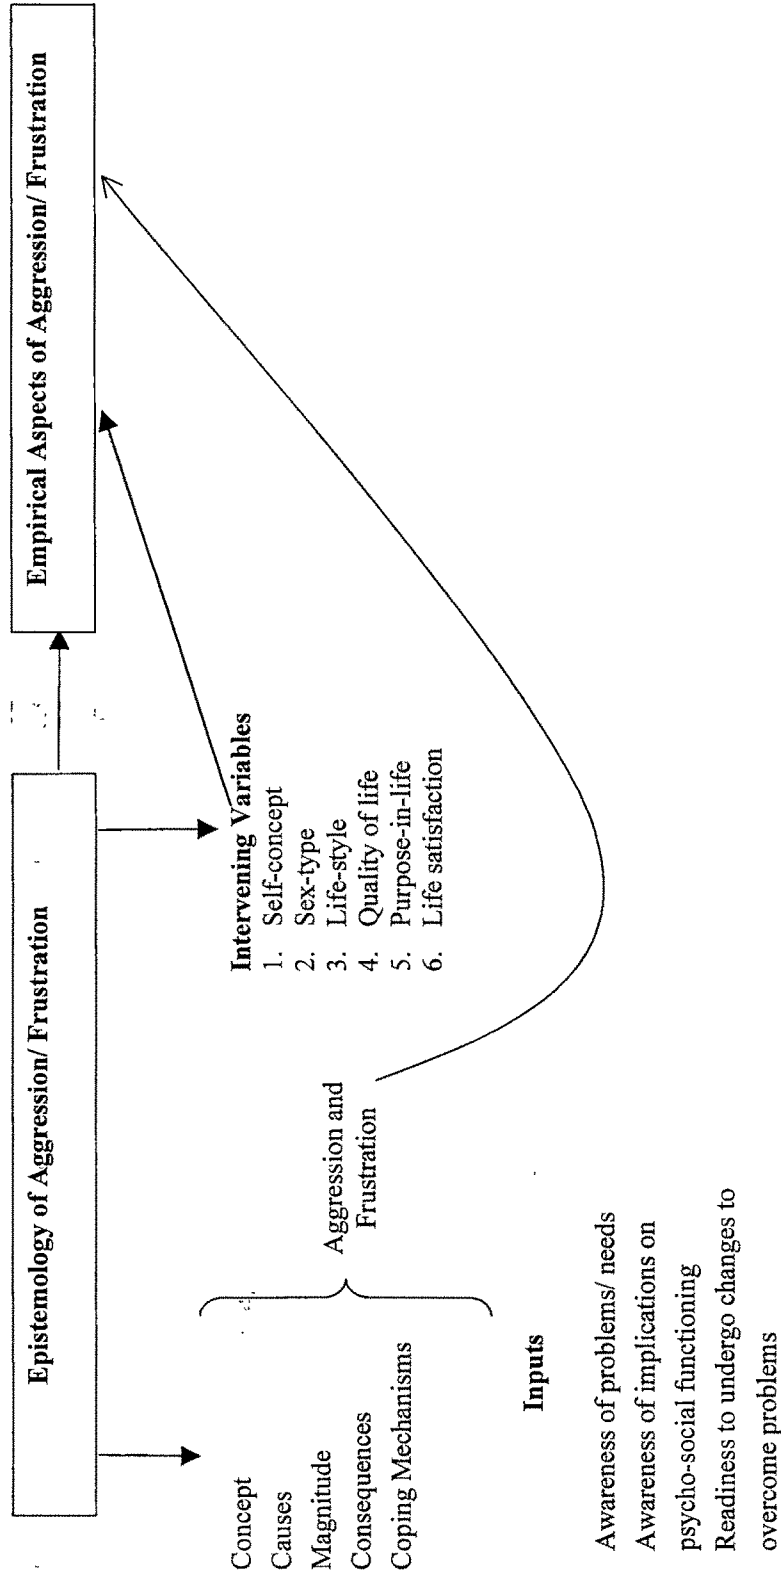 Epistemology of Aggression/ Frustration
Empirical Aspects of Aggression/ Frustration
Concept
Causes
Magnitude
Consequences
Coping Mechanisms
Aggression and
Frustration
Intervening Variables
1. Self-concept
2. Sex-type
3. Life-style
4. Quality of life
5. Purpose-in-life
6. Life satisfaction
Inputs
Awareness of problems/ needs
Awareness of implications on
psycho-social functioning
Readiness to undergo changes to
overcome problems